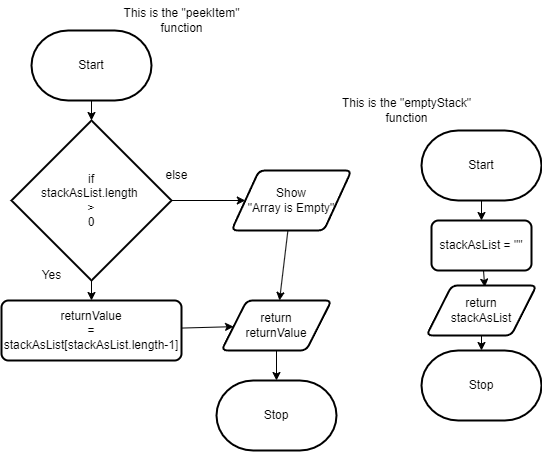 This is the "peekItem"
function
Start
if
stackAsList.length
>
0
else
Show
"Array is Empty"
Yes
returnValue
=
stackAsList[stackAsList.length-1]
return
returnValue
Stop
This is the "emptyStack"
function
Start
stackAsList = ""
return
stackAsList
Stop